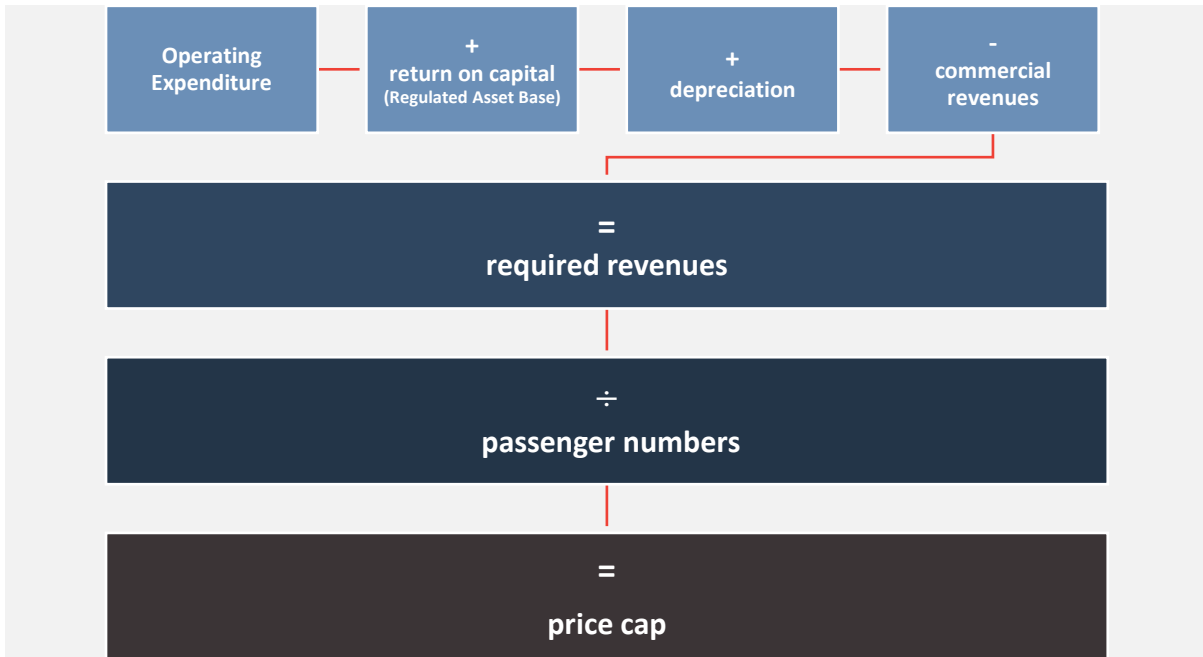 Operating
Expenditure
+
return on capital
(Regulated Asset Base)
+
depreciation
-
commercial
revenues
=
required revenues
÷
passenger numbers
=
price cap